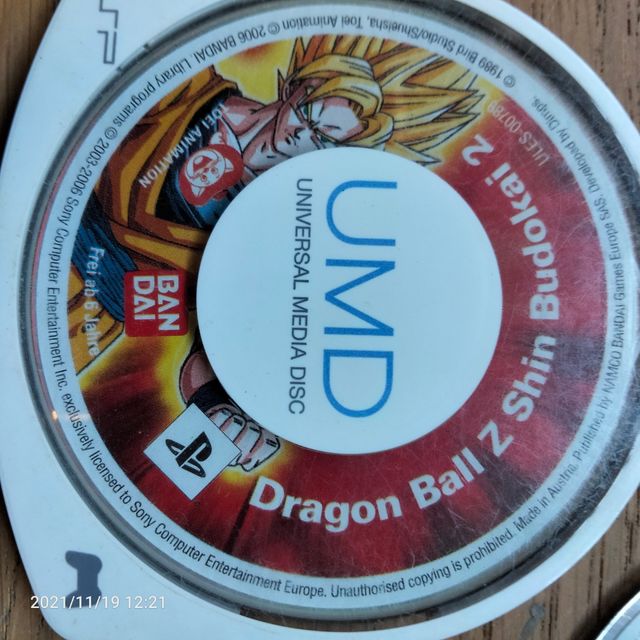 PSP
UMD
UNIVERSAL MEDIA DISC
Dragon Ball Z Shin Budokai 2
BAN
DAI
TOEI ANIMATION
Frei ab 6 Jahre
© 1989 Bird Studio/Shueisha, Toei Animation © 2006 BANDAI. Library programs © 2003-2006 Sony Computer Entertainment Inc. exclusively licensed to Sony Computer Entertainment Europe. Unauthorised copying is prohibited. Made in Austria. Published by NAMCO BANDAI Games Europe SAS. Developed by Dimps.
2021/11/19 12:21